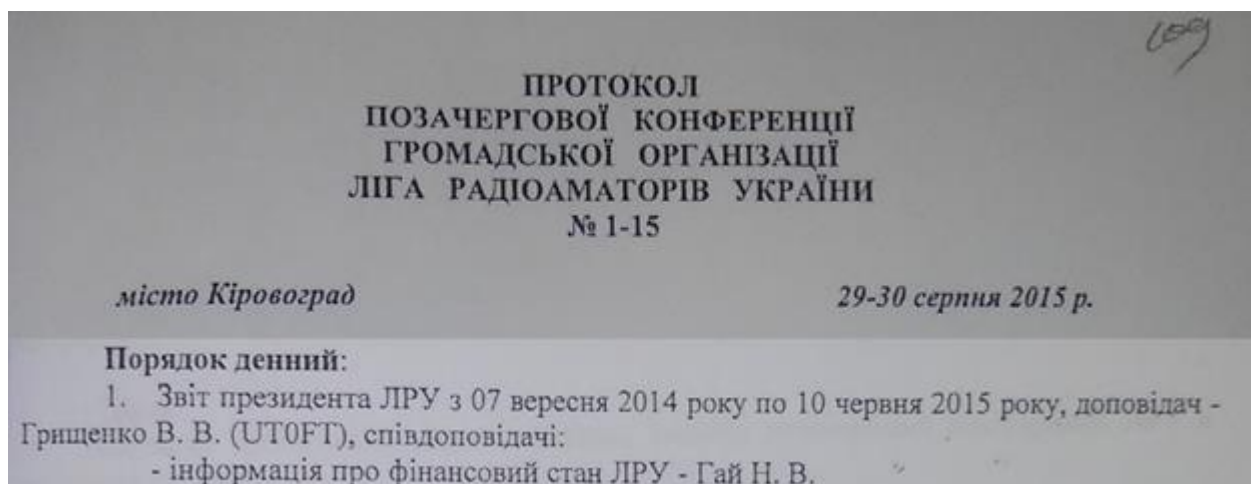 109
ПРОТОКОЛ
ПОЗАЧЕРГОВОЇ КОНФЕРЕНЦІЇ
ГРОМАДСЬКОЇ ОРГАНІЗАЦІЇ
ЛІГА РАДІОАМАТОРІВ УКРАЇНИ
№ 1-15
місто Кіровоград 29-30 серпня 2015 р.
Порядок денний:
1. Звіт президента ЛРУ з 07 вересня 2014 року по 10 червня 2015 року, доповідач -
Грищенко В. В. (UT0FT), співдоповідачі:
- інформація про фінансовий стан ЛРУ - Гай Н. В.